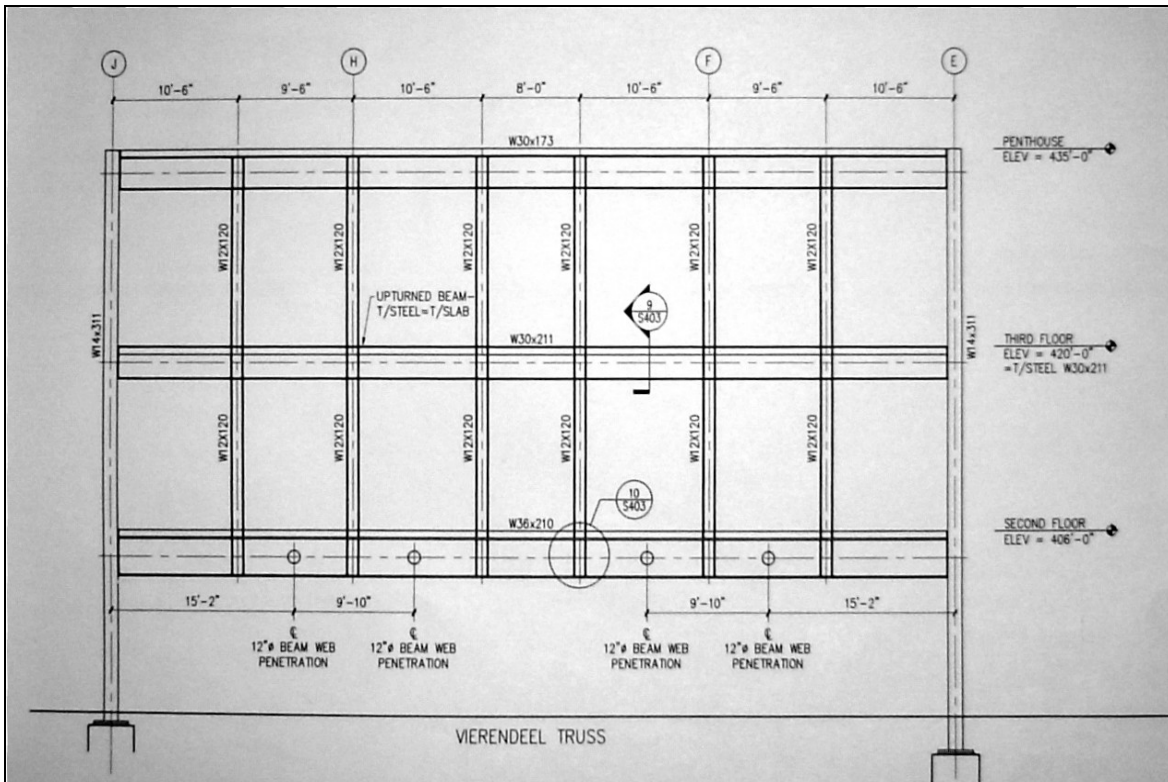 J
H
F
E
10'-6"
9'-6"
10'-6"
8'-0"
10'-6"
9'-6"
10'-6"
W30x173
PENTHOUSE
ELEV = 435'-0"
W12X120
W12X120
W12X120
W12X120
W12X120
W12X120
UPTURNED BEAM-
T/STEEL=T/SLAB
9
S403
W14x311
W30x211
W14x311
THIRD FLOOR
ELEV = 420'-0"
=T/STEEL W30x211
W12X120
W12X120
W12X120
W12X120
W12X120
W12X120
10
S403
W36x210
SECOND FLOOR
ELEV = 406'-0"
15'-2"
9'-10"
9'-10"
15'-2"
℄
12"ø BEAM WEB
PENETRATION
℄
12"ø BEAM WEB
PENETRATION
℄
12"ø BEAM WEB
PENETRATION
℄
12"ø BEAM WEB
PENETRATION
VIERENDEEL TRUSS